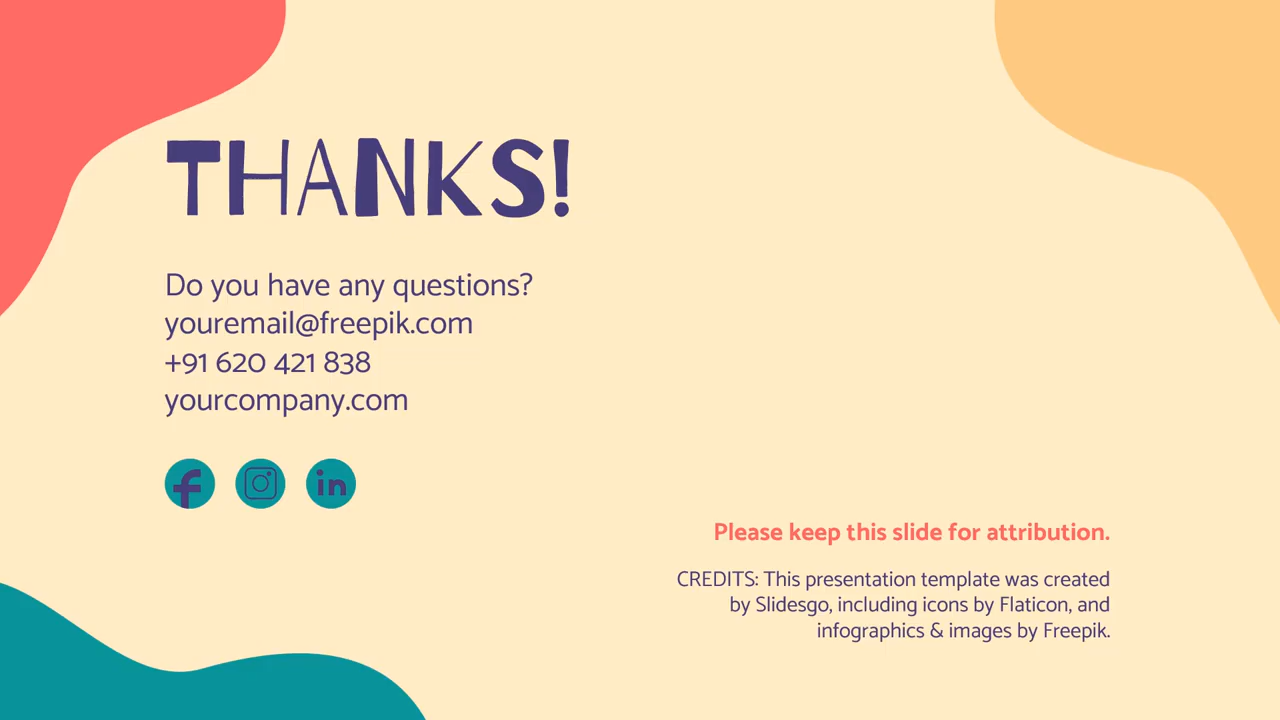 THANKS!
Do you have any questions?
youremail@freepik.com
+91 620 421 838
yourcompany.com
f
in
Please keep this slide for attribution.
CREDITS: This presentation template was created
by Slidesgo, including icons by Flaticon, and
infographics & images by Freepik.